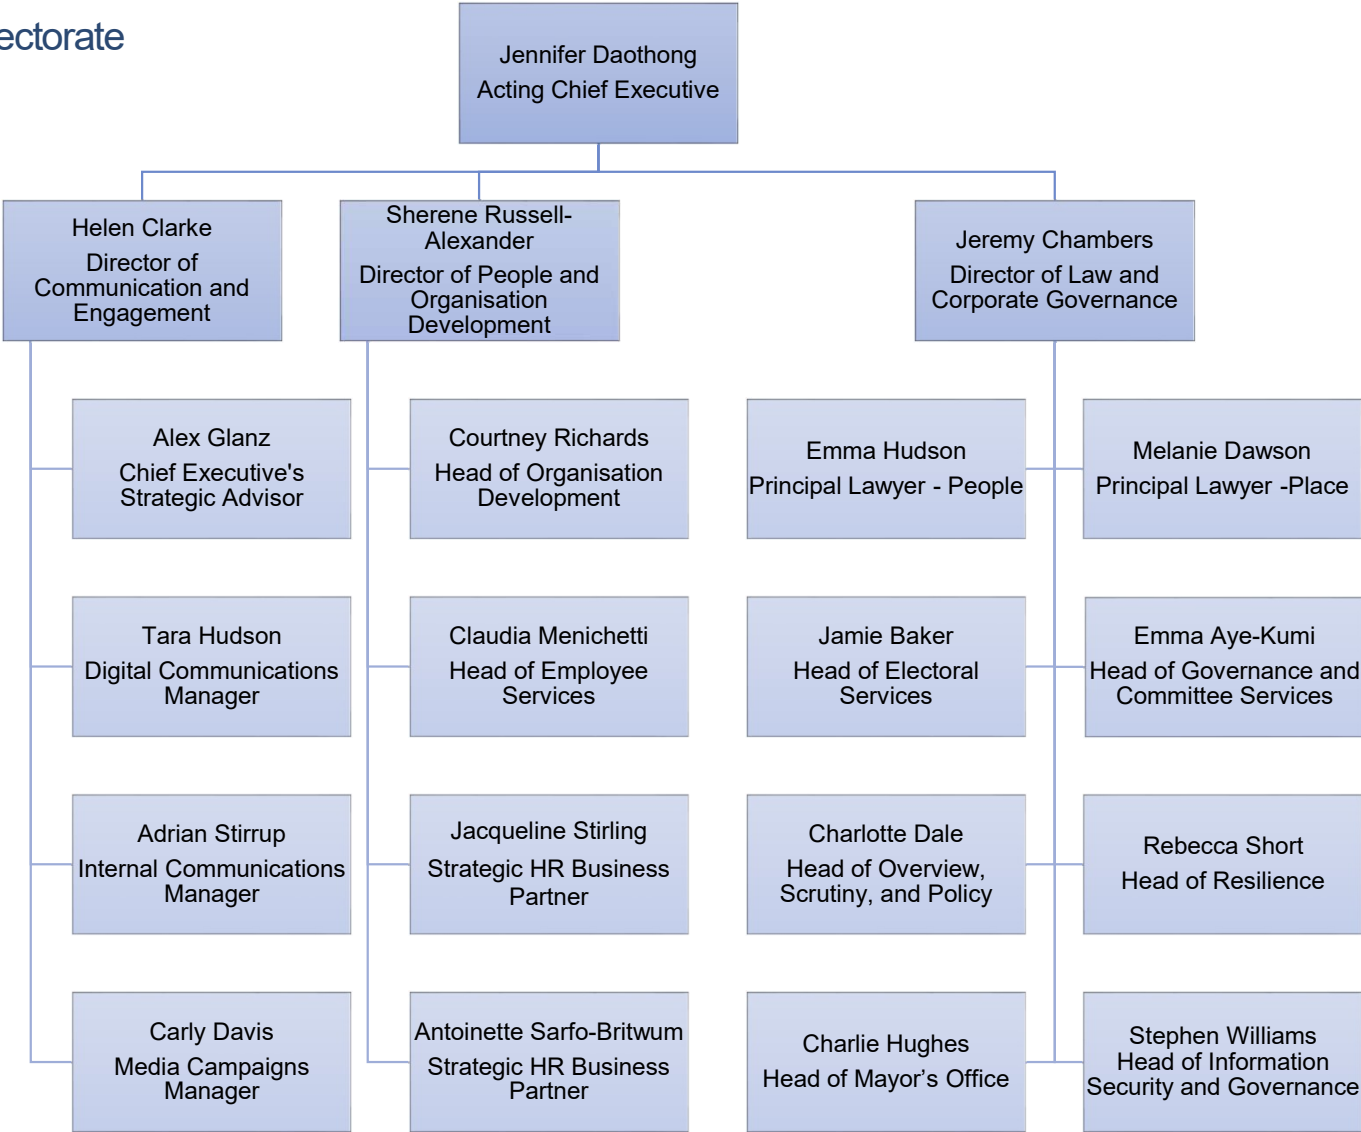 ectorate
Jennifer Daothong
Acting Chief Executive
Helen Clarke
Director of
Communication and
Engagement
Sherene Russell-
Alexander
Director of People and
Organisation
Development
Jeremy Chambers
Director of Law and
Corporate Governance
Alex Glanz
Chief Executive's
Strategic Advisor
Courtney Richards
Head of Organisation
Development
Emma Hudson
Principal Lawyer - People
Melanie Dawson
Principal Lawyer -Place
Tara Hudson
Digital Communications
Manager
Claudia Menichetti
Head of Employee
Services
Jamie Baker
Head of Electoral
Services
Emma Aye-Kumi
Head of Governance and
Committee Services
Adrian Stirrup
Internal Communications
Manager
Jacqueline Stirling
Strategic HR Business
Partner
Charlotte Dale
Head of Overview,
Scrutiny, and Policy
Rebecca Short
Head of Resilience
Carly Davis
Media Campaigns
Manager
Antoinette Sarfo-Britwum
Strategic HR Business
Partner
Charlie Hughes
Head of Mayor’s Office
Stephen Williams
Head of Information
Security and Governance